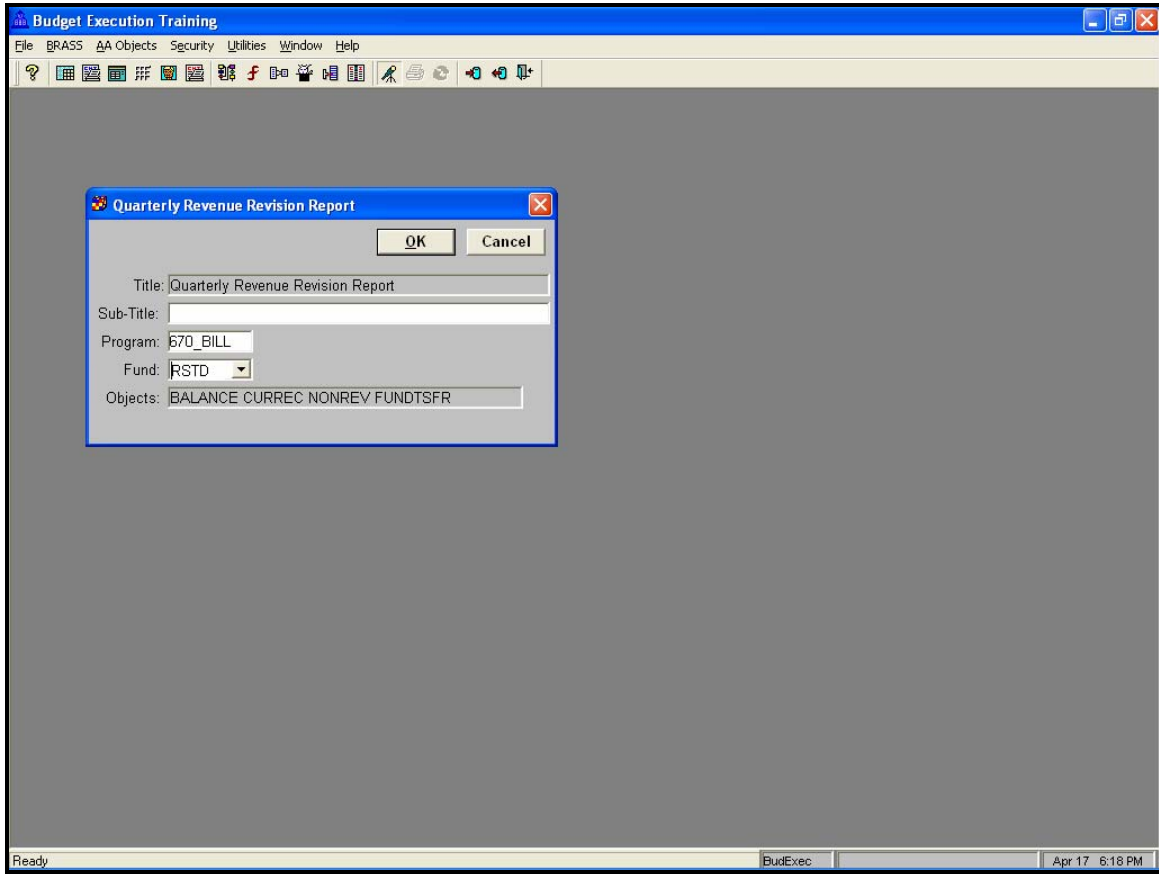 Budget Execution Training
File BRASS AA Objects Security Utilities Window Help
Quarterly Revenue Revision Report
OK Cancel
Title: Quarterly Revenue Revision Report
Sub-Title:
Program: 670_BILL
Fund: RSTD
Objects: BALANCE CURREC NONREV FUNDTSFR
Ready BudExec Apr 17 6:18 PM